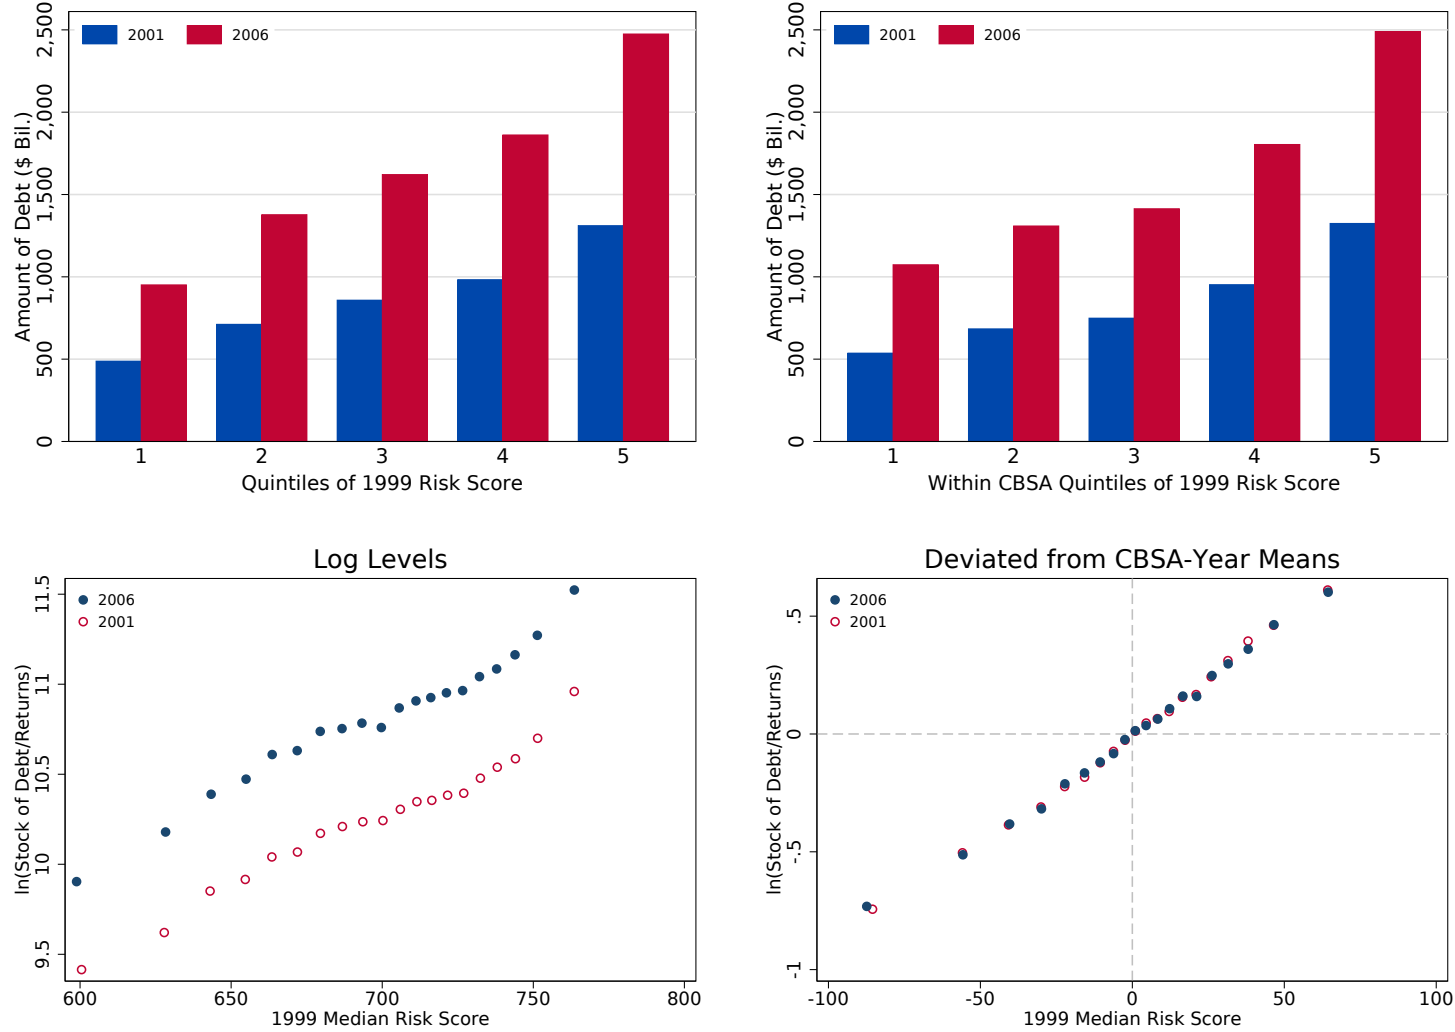 2001 2006
Amount of Debt ($ Bil.)
2,500
2,000
1,500
1,000
500
0
1 2 3 4 5
Quintiles of 1999 Risk Score
2001 2006
Amount of Debt ($ Bil.)
2,500
2,000
1,500
1,000
500
0
1 2 3 4 5
Within CBSA Quintiles of 1999 Risk Score
Log Levels
2006
2001
ln(Stock of Debt/Returns)
11.5
11
10.5
10
9.5
600 650 700 750 800
1999 Median Risk Score
Deviated from CBSA-Year Means
2006
2001
ln(Stock of Debt/Returns)
.5
0
-.5
-1
-100 -50 0 50 100
1999 Median Risk Score